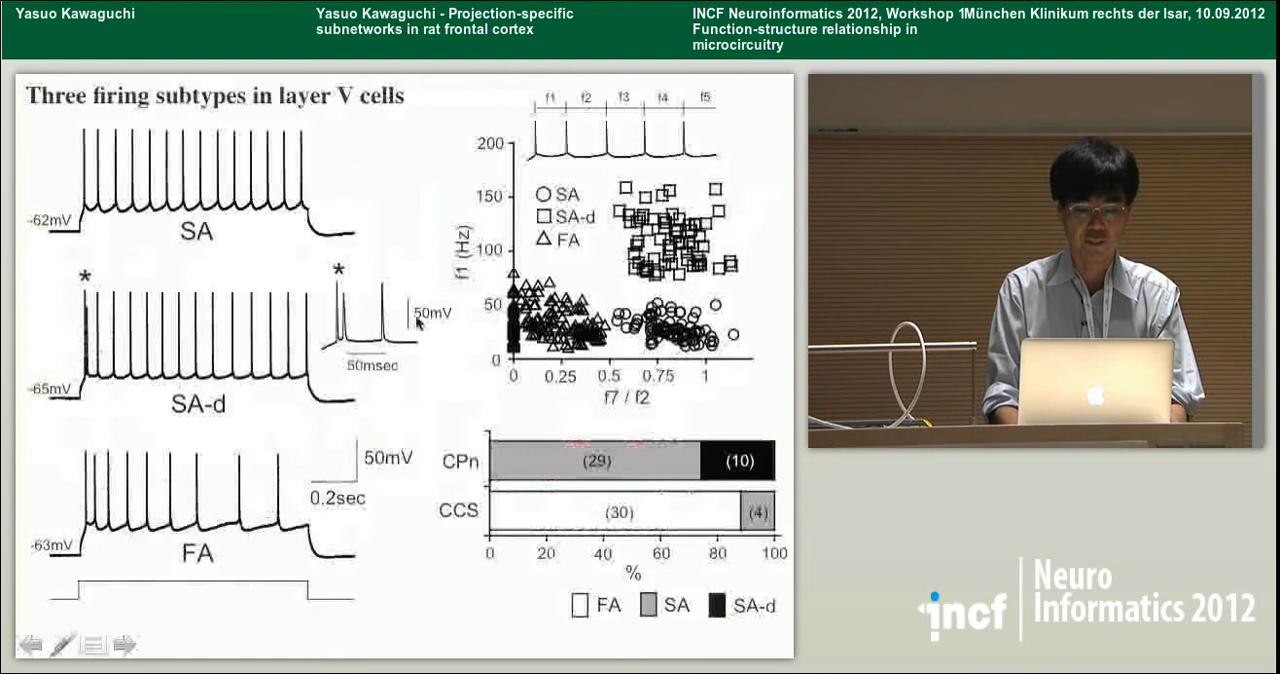 Yasuo Kawaguchi
Yasuo Kawaguchi - Projection-specific
subnetworks in rat frontal cortex
INCF Neuroinformatics 2012, Workshop 1München Klinikum rechts der Isar, 10.09.2012
Function-structure relationship in
microcircuitry
Three firing subtypes in layer V cells
-62mV
SA
*
*
50mV
50msec
-65mV
SA-d
50mV
0.2sec
-63mV
FA
f1 f2 f3 f4 f5
200
150
100
50
0
f1 (Hz)
SA
SA-d
FA
0 0.25 0.5 0.75 1
f7 / f2
CPn (29) (10)
CCS (30) (4)
0 20 40 60 80 100
%
FA SA SA-d
incf
Neuro
Informatics 2012